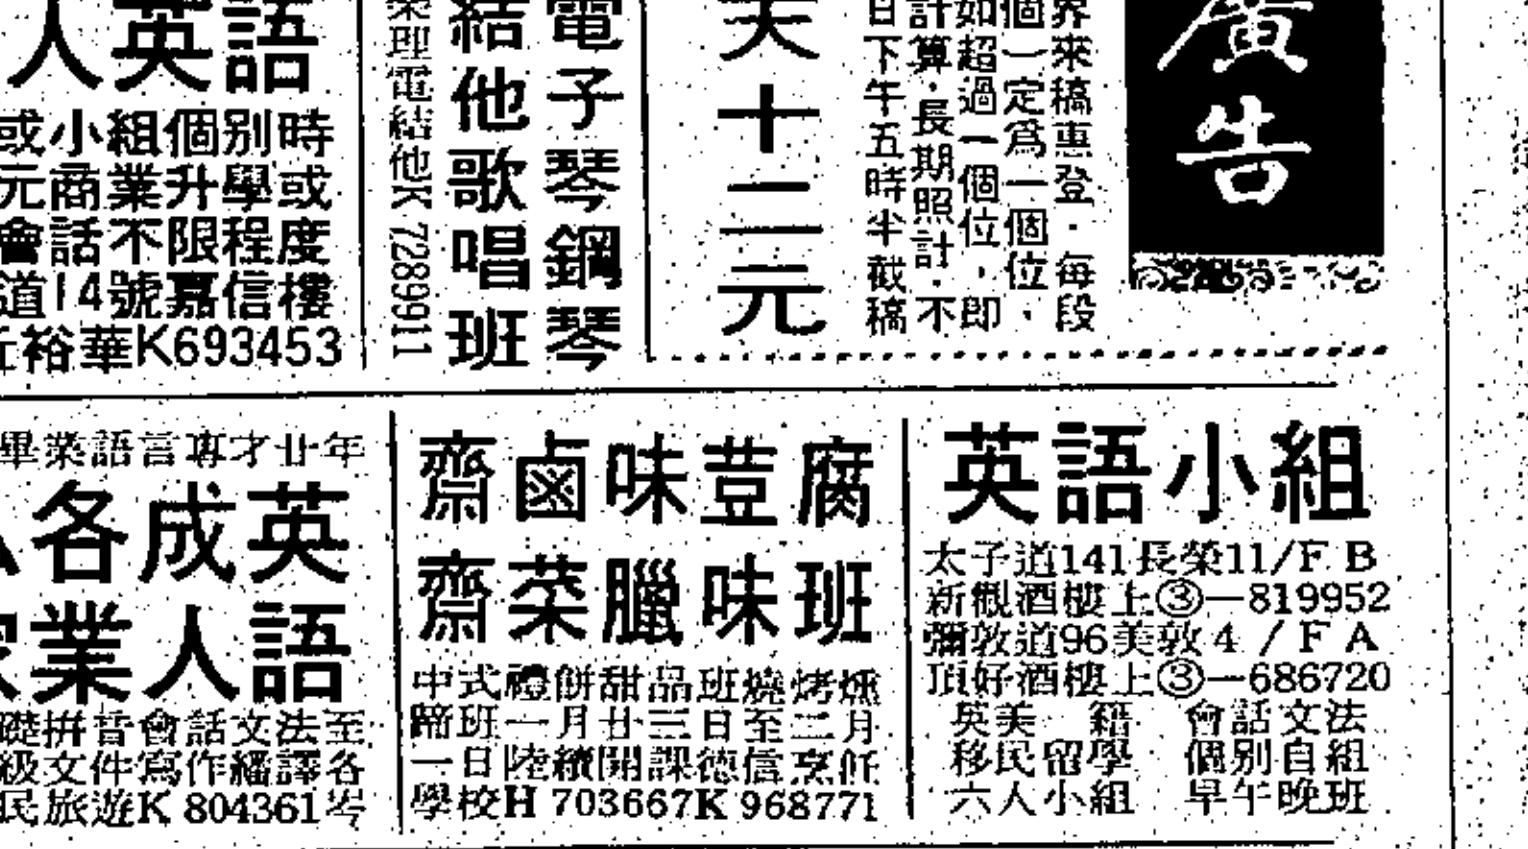 廣告
界來稿惠登．每段
個一定為一個位，
如超過一個位，即
計算．長期照計．不
日下午五時半截稿
天十二元
電子琴鋼琴
結他歌唱班
理電結他K 7289911
人英語
或小組個別時
元商業升學或
會話不限程度
道14號嘉信樓
裕華K693453
英語小組
太子道141長榮11/F B
新觀酒樓上③—819952
彌敦道96美敦4/F A
頂好酒樓上③—686720
英美籍 會話文法
移民留學 個別自組
六人小組 早午晚班
齋鹵味荳腐
齋菜臘味班
中式禮餅甜品班燒烤燻
蹄班一月廿三日至二月
一日陸續開課德信烹飪
學校H 703667K 968771
畢業語言專才廿年
各成英
業人語
礎拼音會話文法至
級文件寫作繙譯各
民旅遊K 804361岑